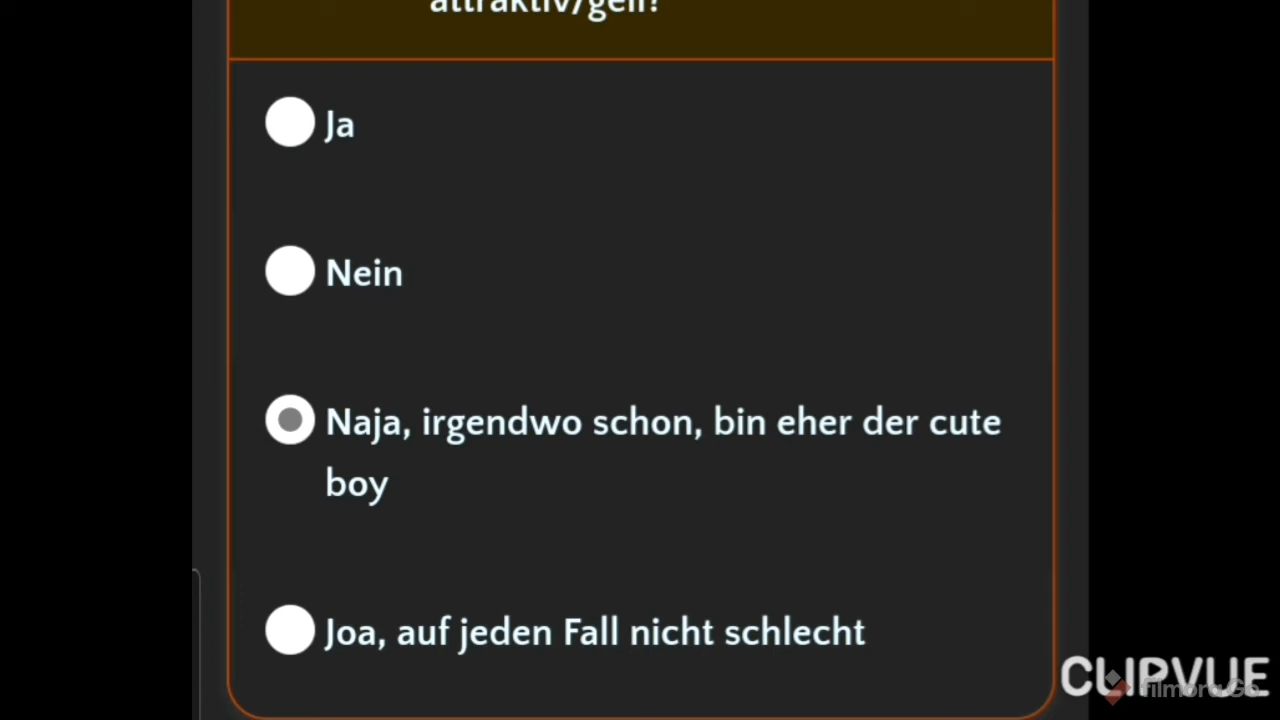 attraktiv/geil?
Ja
Nein
Naja, irgendwo schon, bin eher der cute
boy
Joa, auf jeden Fall nicht schlecht
CLIPVUE
filmoraGo